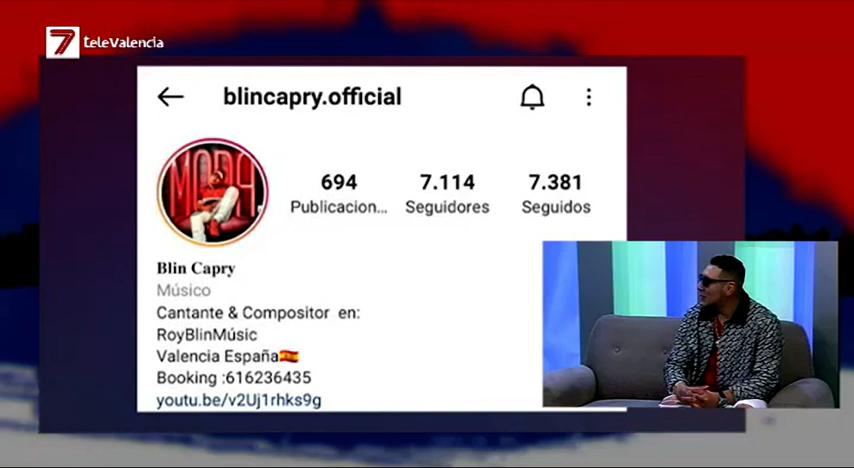 7 teleValencia
blincapry.official
694 7.114 7.381
Publicacion... Seguidores Seguidos
Blin Capry
Músico
Cantante & Compositor en:
RoyBlinMúsic
Valencia España🇪🇸
Booking :616236435
youtu.be/v2Uj1rhks9g
MODA